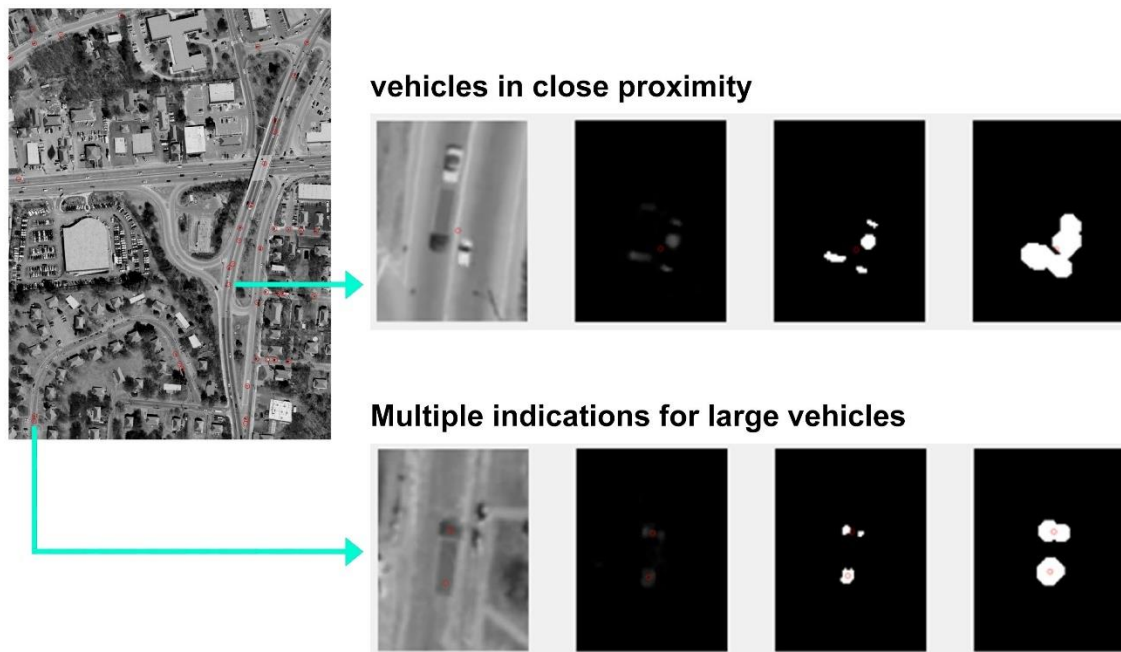 vehicles in close proximity
Multiple indications for large vehicles